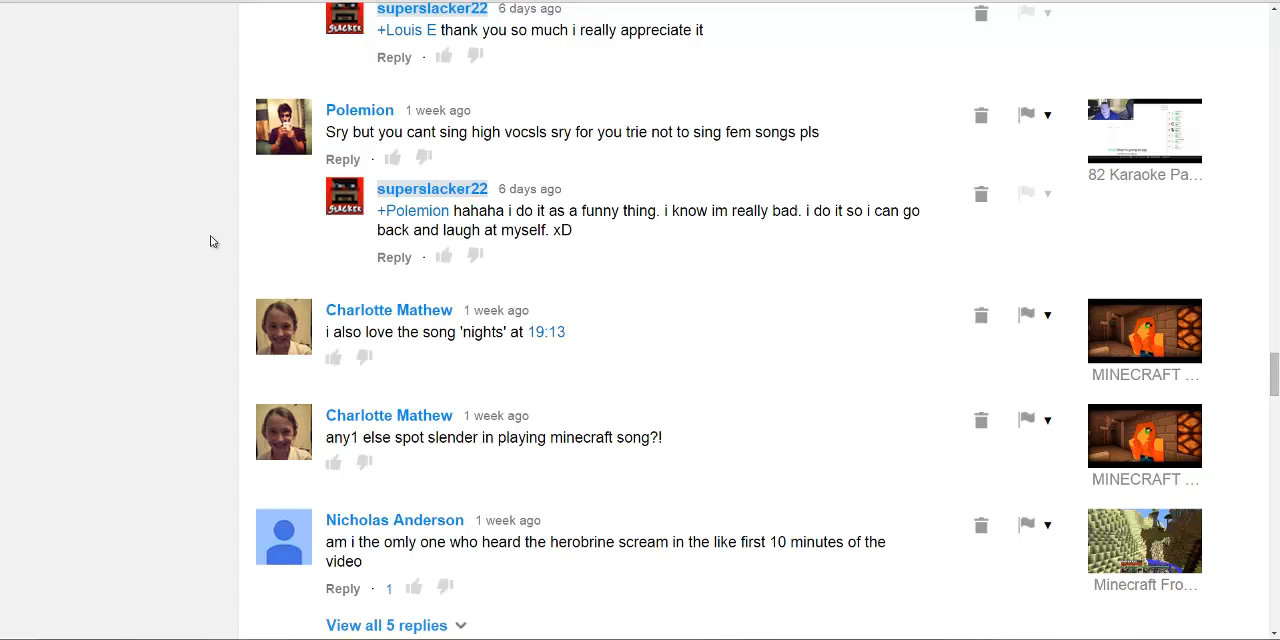 superslacker22 6 days ago
+Louis E thank you so much i really appreciate it
Reply ·
SLACKER
Polemion 1 week ago
Sry but you cant sing high vocsls sry for you trie not to sing fem songs pls
Reply ·
82 Karaoke Pa...
superslacker22 6 days ago
+Polemion hahaha i do it as a funny thing. i know im really bad. i do it so i can go
back and laugh at myself. xD
Reply ·
SLACKER
Charlotte Mathew 1 week ago
i also love the song 'nights' at 19:13
MINECRAFT ...
Charlotte Mathew 1 week ago
any1 else spot slender in playing minecraft song?!
MINECRAFT ...
Nicholas Anderson 1 week ago
am i the omly one who heard the herobrine scream in the like first 10 minutes of the
video
Reply · 1
Minecraft Fro...
View all 5 replies